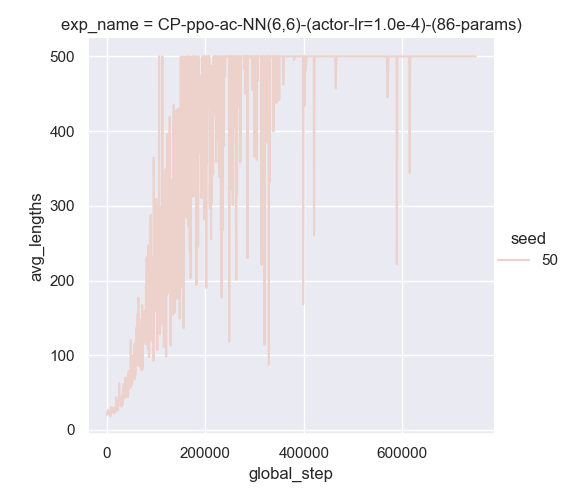 exp_name = CP-ppo-ac-NN(6,6)-(actor-lr=1.0e-4)-(86-params)
500
400
300
200
100
0
avg_lengths
0 200000 400000 600000
global_step
seed
50